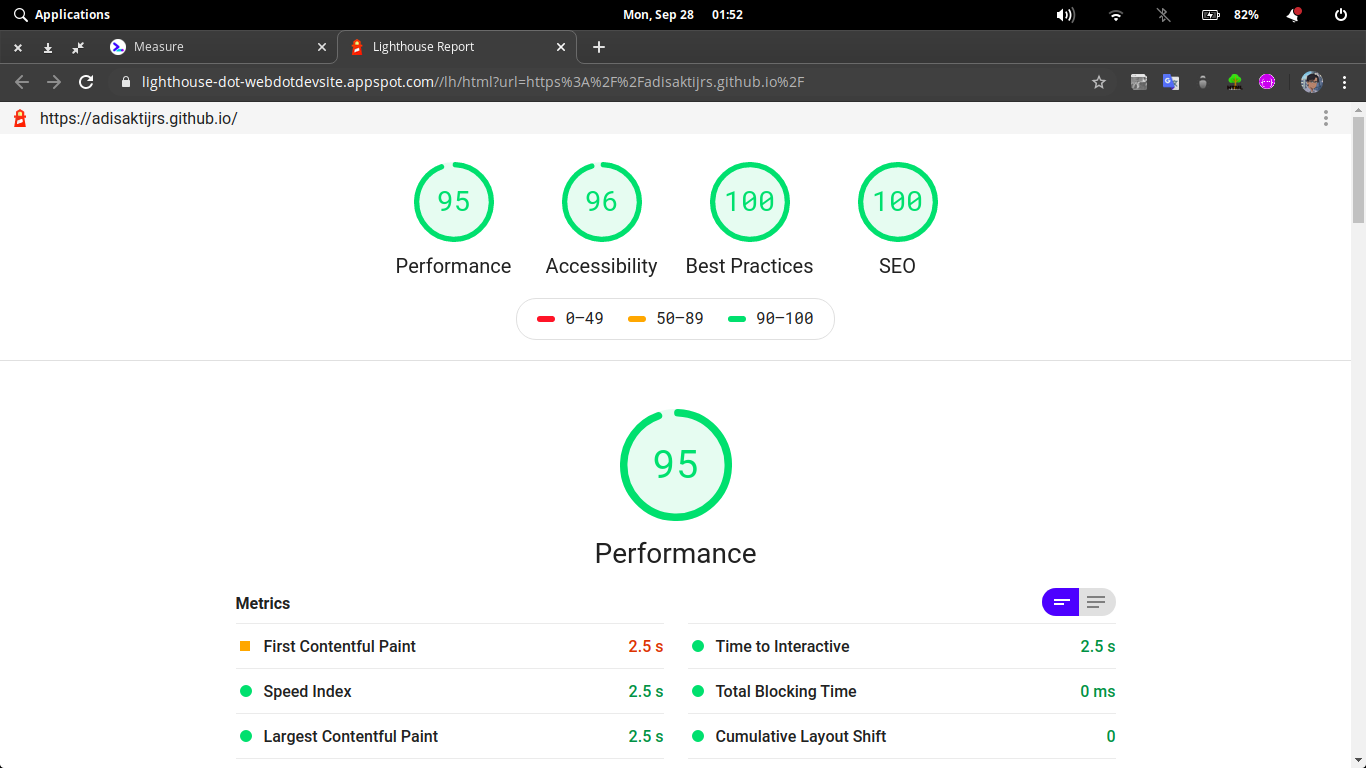 Applications Mon, Sep 28 01:52 82%
Measure Lighthouse Report
lighthouse-dot-webdotdevsite.appspot.com//lh/html?url=https%3A%2F%2Fadisaktijrs.github.io%2F
https://adisaktijrs.github.io/
95 96 100 100
Performance Accessibility Best Practices SEO
0–49 50–89 90–100
95
Performance
Metrics
First Contentful Paint 2.5 s Time to Interactive 2.5 s
Speed Index 2.5 s Total Blocking Time 0 ms
Largest Contentful Paint 2.5 s Cumulative Layout Shift 0